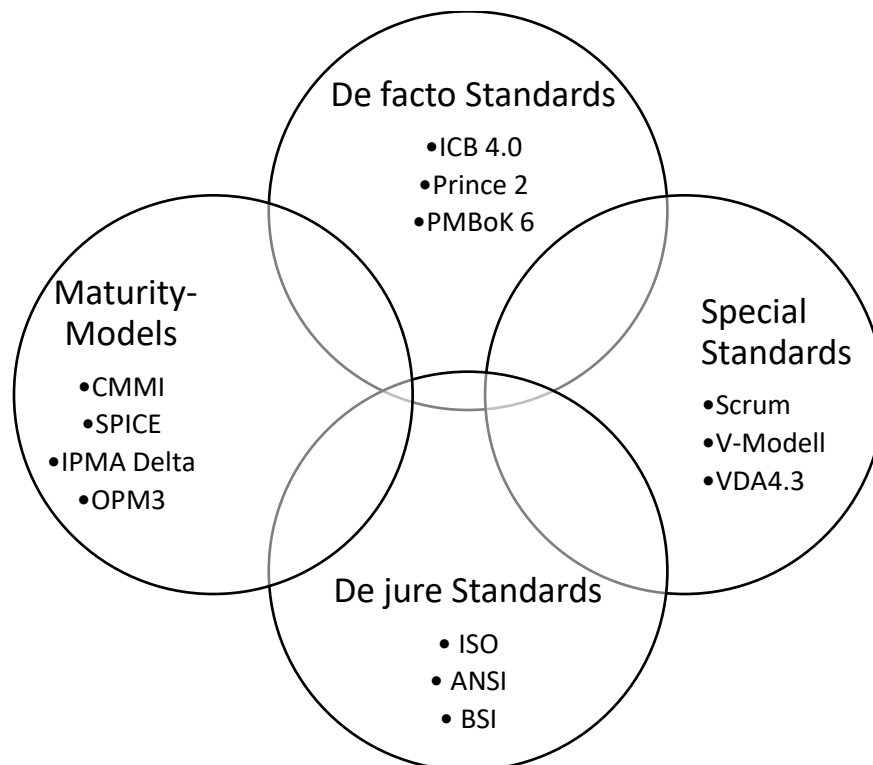 De facto Standards
•ICB 4.0
•Prince 2
•PMBoK 6
Maturity-
Models
•CMMI
•SPICE
•IPMA Delta
•OPM3
Special
Standards
•Scrum
•V-Modell
•VDA4.3
De jure Standards
• ISO
• ANSI
• BSI